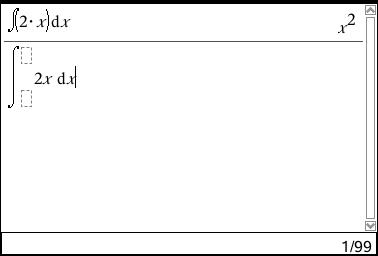 ∫(2·x)dx
x²
∫ 2x dx
1/99